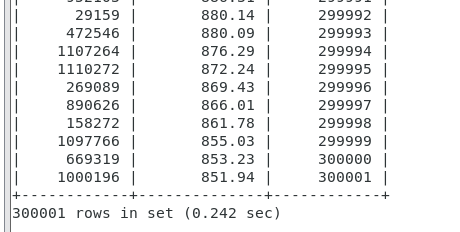 |      29159 |      880.14 |     299992 |
|     472546 |      880.09 |     299993 |
|    1107264 |      876.29 |     299994 |
|    1110272 |      872.24 |     299995 |
|     269089 |      869.43 |     299996 |
|     890626 |      866.01 |     299997 |
|     158272 |      861.78 |     299998 |
|    1097766 |      855.03 |     299999 |
|     669319 |      853.23 |     300000 |
|    1000196 |      851.94 |     300001 |
+------------+-------------+------------+
300001 rows in set (0.242 sec)